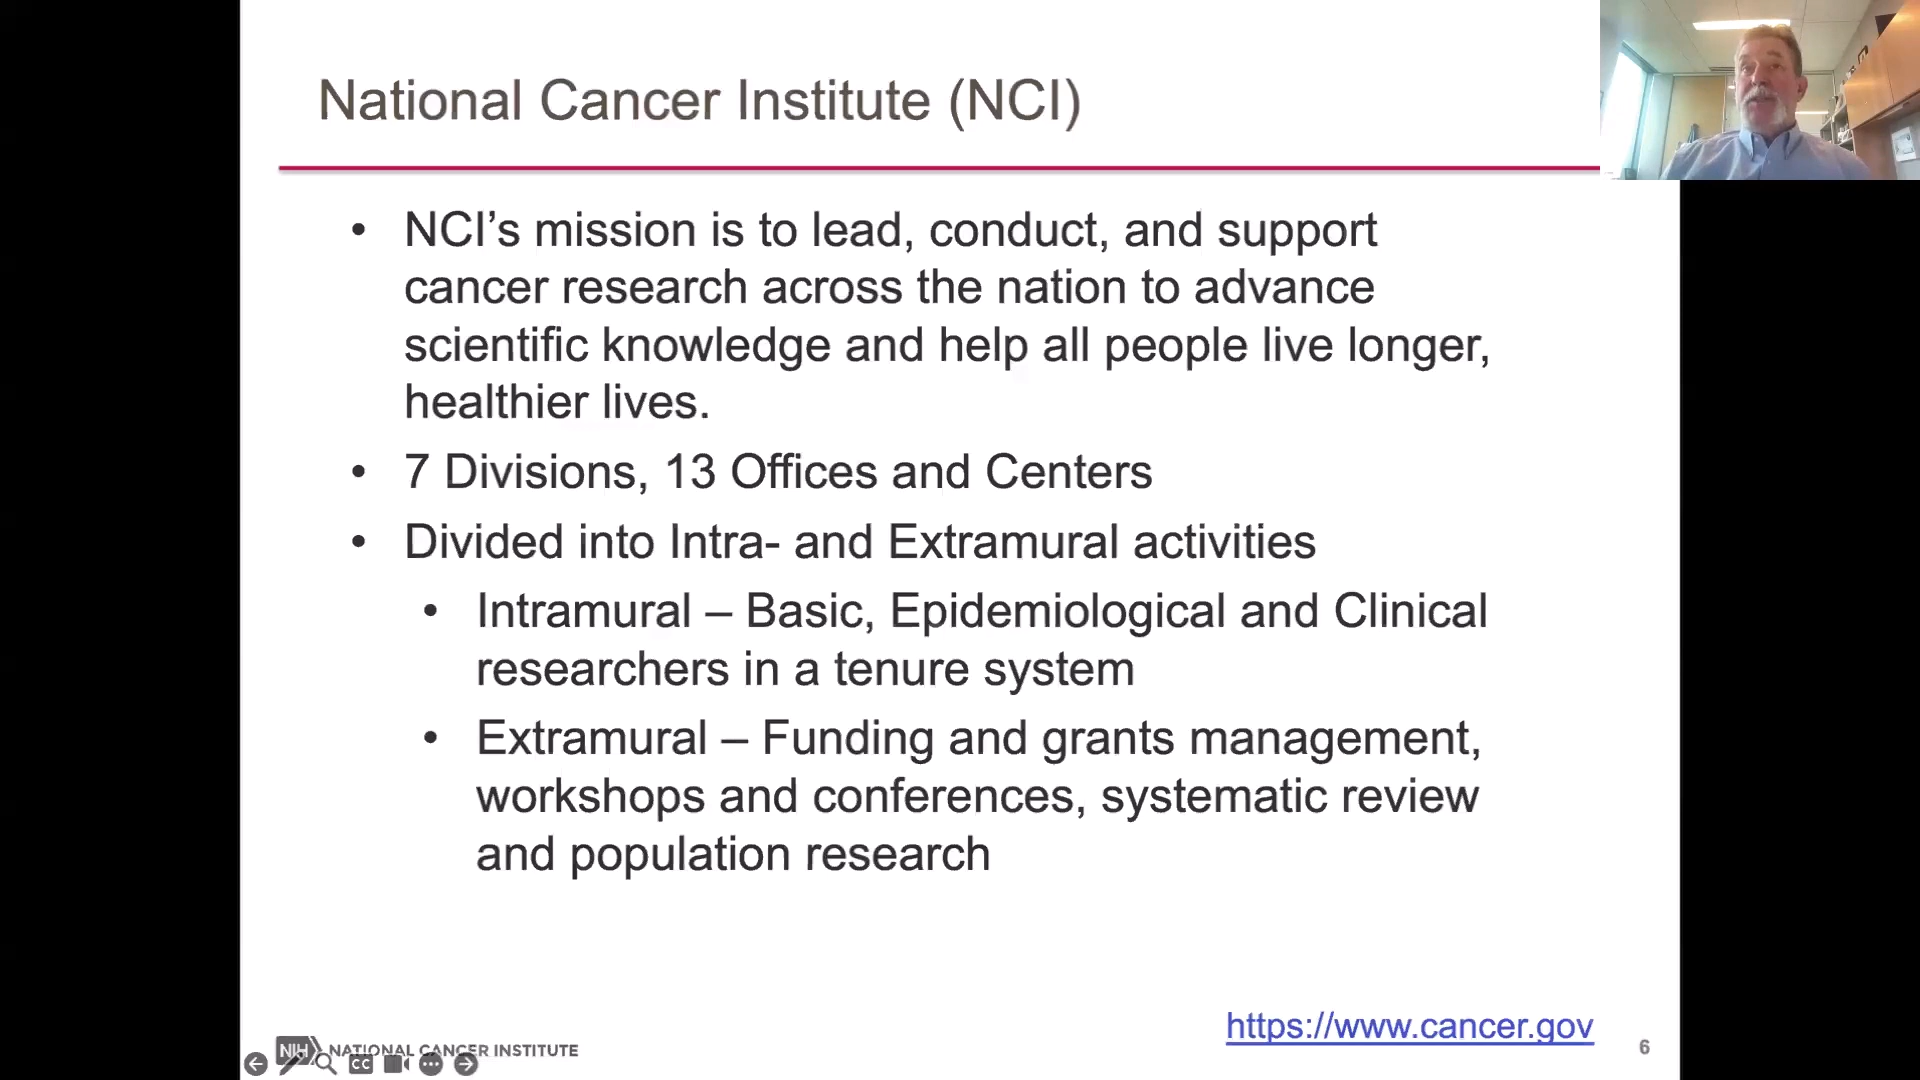 National Cancer Institute (NCI)
• NCI’s mission is to lead, conduct, and support
cancer research across the nation to advance
scientific knowledge and help all people live longer,
healthier lives.
• 7 Divisions, 13 Offices and Centers
• Divided into Intra- and Extramural activities
• Intramural – Basic, Epidemiological and Clinical
researchers in a tenure system
• Extramural – Funding and grants management,
workshops and conferences, systematic review
and population research
https://www.cancer.gov
6
NIH NATIONAL CANCER INSTITUTE
CC